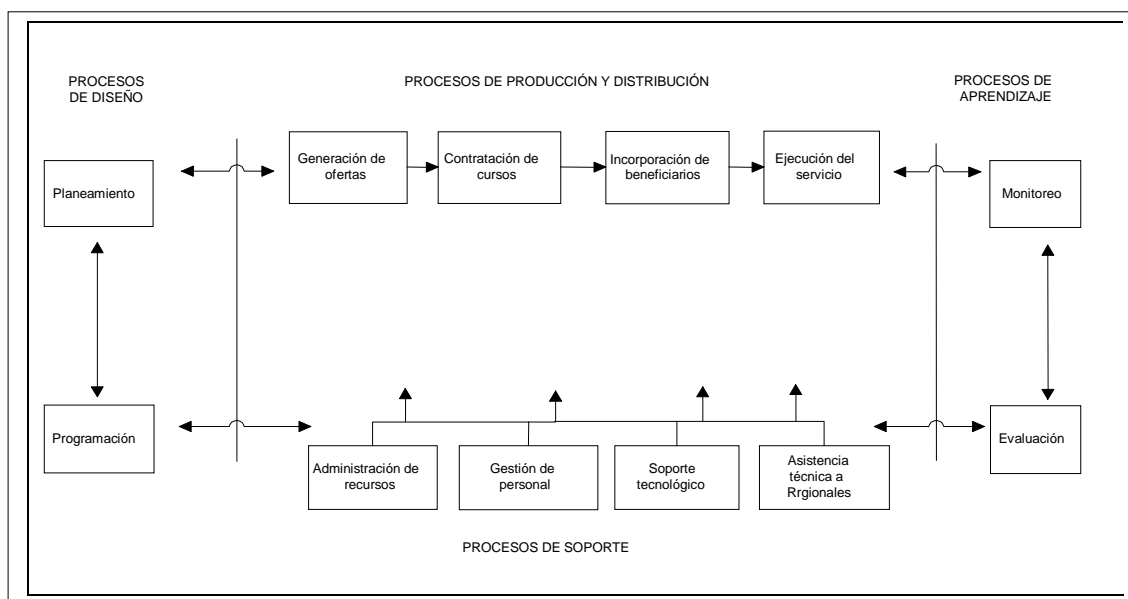 PROCESOS
DE DISEÑO
PROCESOS DE PRODUCCIÓN Y DISTRIBUCIÓN
PROCESOS DE
APRENDIZAJE
Planeamiento
Generación de
ofertas
Contratación de
cursos
Incorporación de
beneficiarios
Ejecución del
servicio
Monitoreo
Programación
Administración de
recursos
Gestión de
personal
Soporte
tecnológico
Asistencia
técnica a
Rrgionales
Evaluación
PROCESOS DE SOPORTE